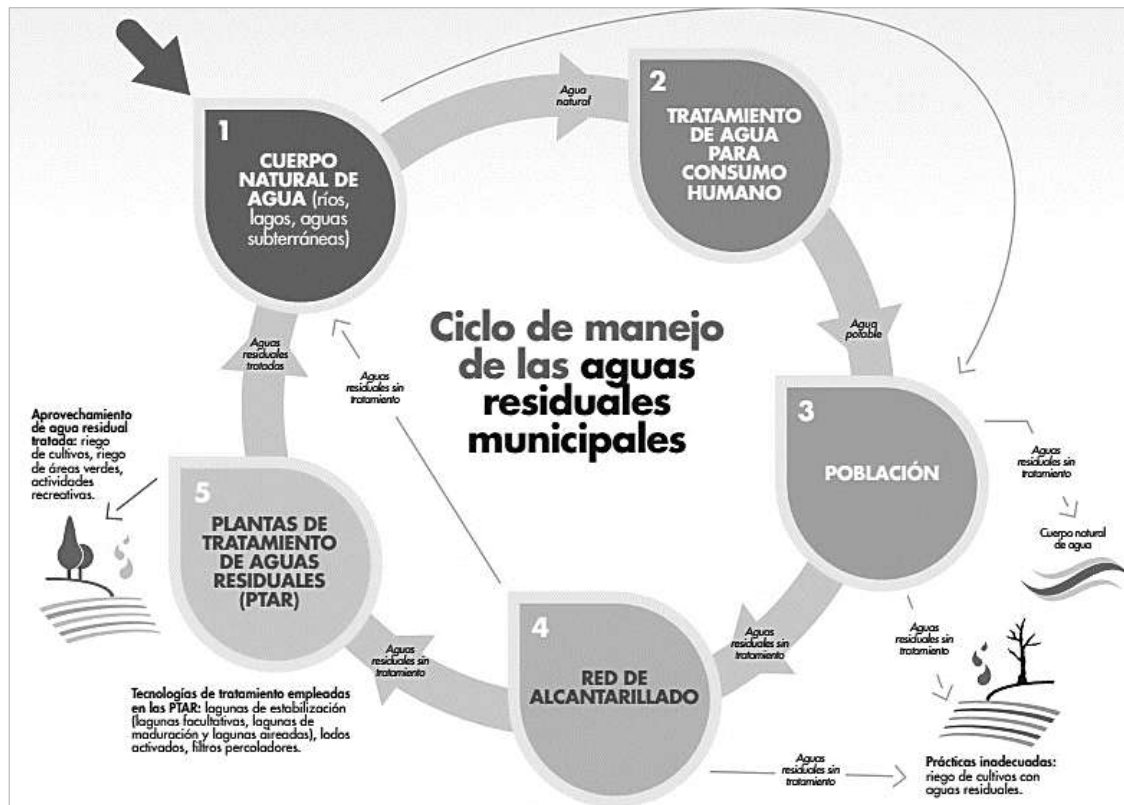 1
CUERPO
NATURAL DE
AGUA (ríos,
lagos, aguas
subterráneas)
Agua
natural
2
TRATAMIENTO
DE AGUA
PARA
CONSUMO
HUMANO
Agua
potable
Ciclo de manejo
de las aguas
residuales
municipales
3
POBLACIÓN
Aguas
residuales sin
tratamiento
Cuerpo natural
de agua
Aguas
residuales sin
tratamiento
Aguas
residuales sin
tratamiento
4
RED DE
ALCANTARILLADO
Aguas
residuales sin
tratamiento
Prácticas inadecuadas:
riego de cultivos con
aguas residuales.
Aguas
residuales sin
tratamiento
Aguas
residuales sin
tratamiento
5
PLANTAS DE
TRATAMIENTO
DE AGUAS
RESIDUALES
(PTAR)
Aguas
residuales
tratadas
Aprovechamiento
de agua residual
tratada: riego
de cultivos, riego
de áreas verdes,
actividades
recreativas.
Tecnologías de tratamiento empleadas
en las PTAR: lagunas de estabilización
(lagunas facultativas, lagunas de
maduración y lagunas aireadas), lodos
activados, filtros percoladores.